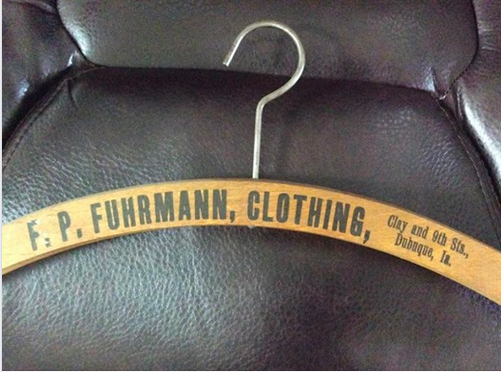 F. P. FUHRMANN, CLOTHING,
Clay and 9th Sts.,
Dubuque, Ia.